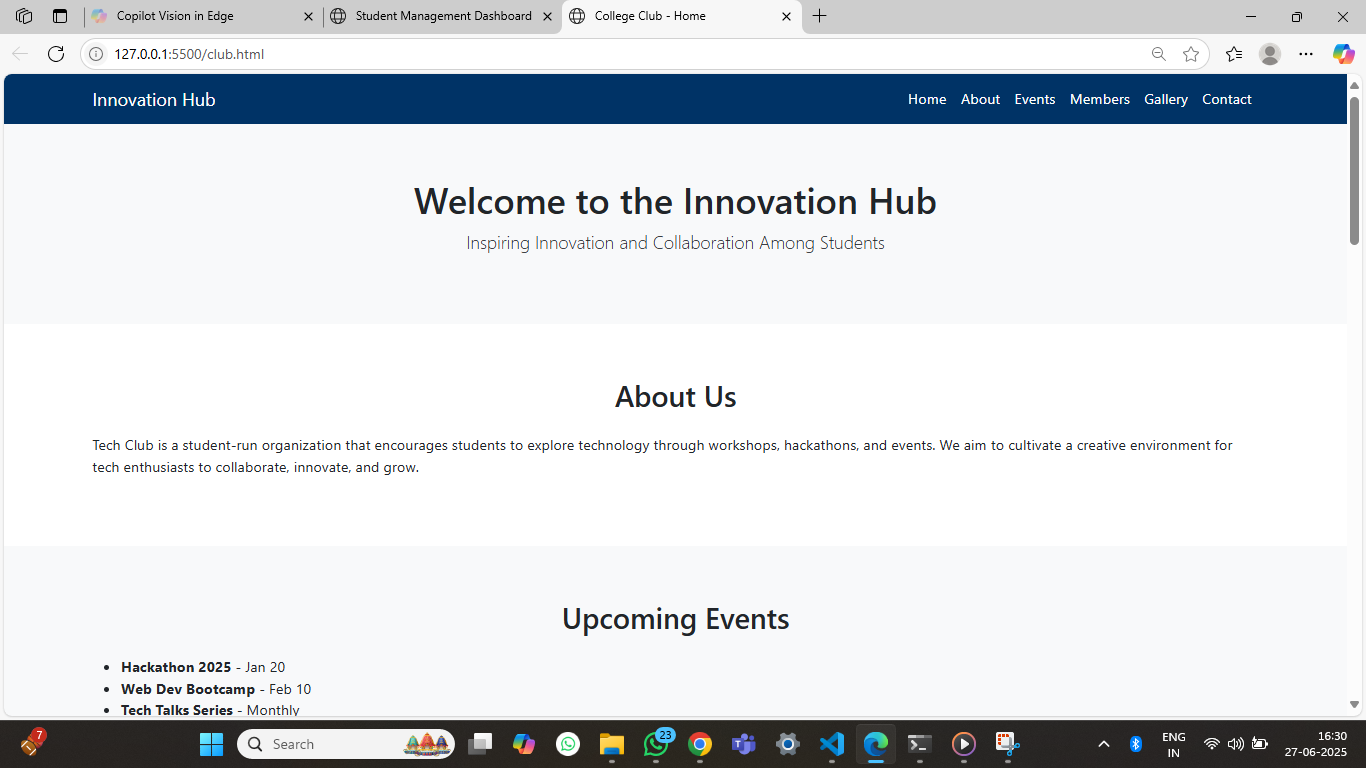 Copilot Vision in Edge
Student Management Dashboard
College Club - Home
127.0.0.1:5500/club.html
Innovation Hub
Home About Events Members Gallery Contact
Welcome to the Innovation Hub
Inspiring Innovation and Collaboration Among Students
About Us
Tech Club is a student-run organization that encourages students to explore technology through workshops, hackathons, and events. We aim to cultivate a creative environment for
tech enthusiasts to collaborate, innovate, and grow.
Upcoming Events
• Hackathon 2025 - Jan 20
• Web Dev Bootcamp - Feb 10
• Tech Talks Series - Monthly
7
Search
23
ENG
IN
16:30
27-06-2025